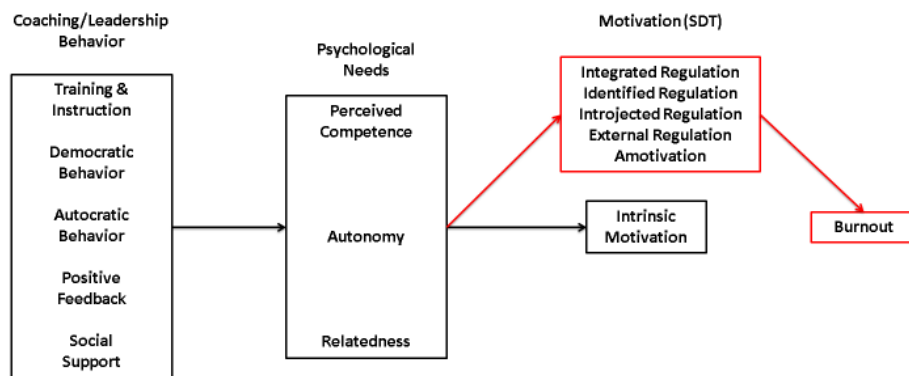 Coaching/Leadership
Behavior
Training &
Instruction
Democratic
Behavior
Autocratic
Behavior
Positive
Feedback
Social
Support
Psychological
Needs
Perceived
Competence
Autonomy
Relatedness
Motivation (SDT)
Integrated Regulation
Identified Regulation
Introjected Regulation
External Regulation
Amotivation
Intrinsic
Motivation
Burnout